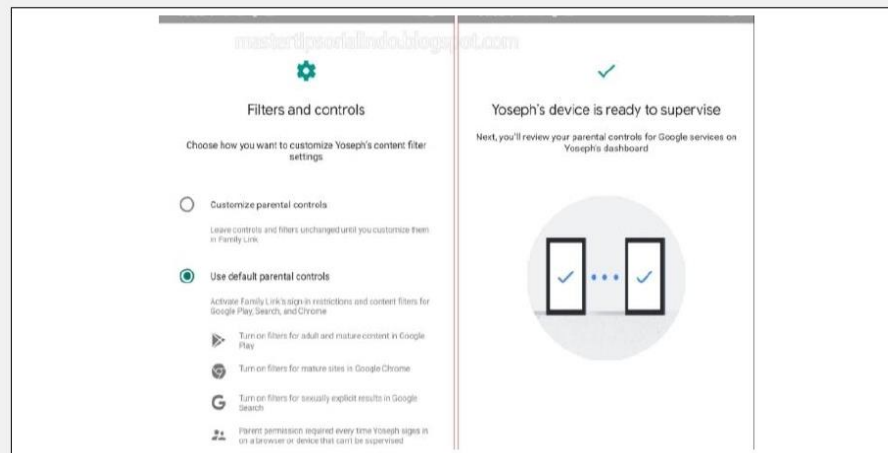 mastertipsorialindo.blogspot.com
Filters and controls
Choose how you want to customize Yoseph's content filter
settings
Customize parental controls
Leave controls and filters unchanged until you customize them
in Family Link
Use default parental controls
Activate Family Link's sign-in restrictions and content filters for
Google Play, Search, and Chrome
Turn on filters for adult and mature content in Google
Play
Turn on filters for mature sites in Google Chrome
Turn on filters for sexually explicit results in Google
Search
Parent permission required every time Yoseph signs in
on a browser or device that can't be supervised
Yoseph's device is ready to supervise
Next, you'll review your parental controls for Google services on
Yoseph's dashboard